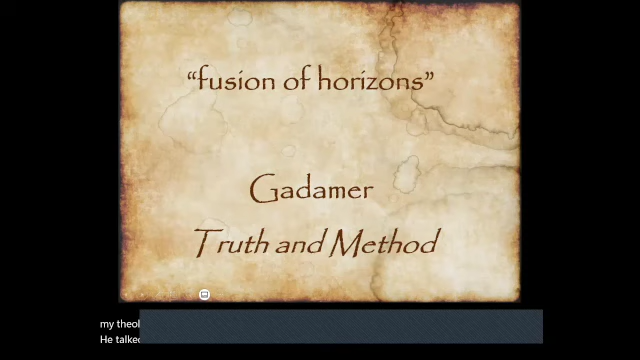 “fusion of horizons”
Gadamer
Truth and Method
my
He